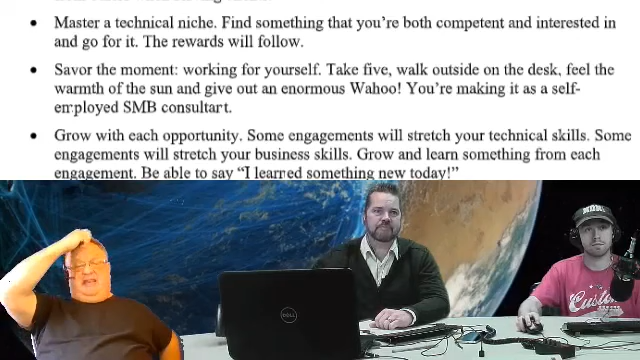 • Master a technical niche. Find something that you're both competent and interested in
and go for it. The rewards will follow.
• Savor the moment: working for yourself. Take five, walk outside on the desk, feel the
warmth of the sun and give out an enormous Wahoo! You're making it as a self-
employed SMB consultart.
• Grow with each opportunity. Some engagements will stretch your technical skills. Some
engagements will stretch your business skills. Grow and learn something from each
engagement. Be able to say “I learred something new today!”
DELL